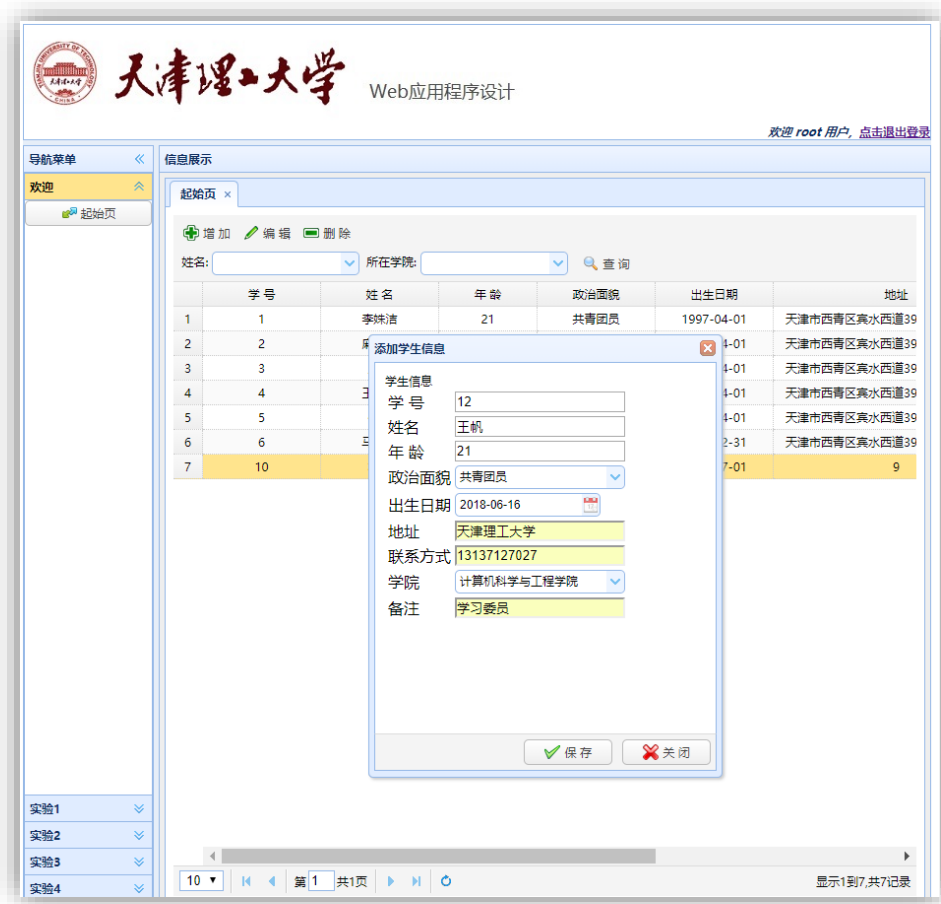 天津理工大学
Web应用程序设计
欢迎 root 用户, 点击退出登录
导航菜单
信息展示
欢迎
起始页
起始页
增加 编辑 删除
姓名: 所在学院: 查询
学号 姓名 年龄 政治面貌 出生日期 地址
1 1 李姝洁 21 共青团员 1997-04-01 天津市西青区宾水西道39
2 2 -01 天津市西青区宾水西道39
3 3 4-01 天津市西青区宾水西道39
4 4 4-01 天津市西青区宾水西道39
5 5 4-01 天津市西青区宾水西道39
6 6 2-31 天津市西青区宾水西道39
7 10 7-01 9
添加学生信息
学生信息
学号 12
姓名 王帆
年龄 21
政治面貌 共青团员
出生日期 2018-06-16
地址 天津理工大学
联系方式 13137127027
学院 计算机科学与工程学院
备注 学习委员
保存 关闭
实验1
实验2
实验3
实验4
10 第 1 共1页 显示1到7,共7记录